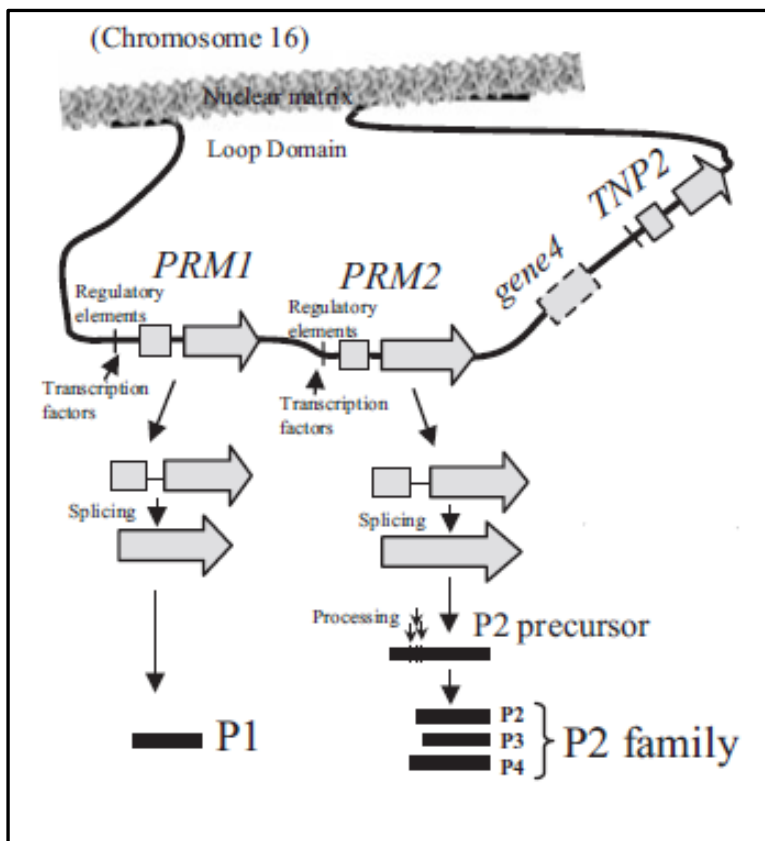 (Chromosome 16)
Nuclear matrix
Loop Domain
TNP2
gene4
PRM1
PRM2
Regulatory
elements
Regulatory
elements
Transcription
factors
Transcription
factors
Splicing
Splicing
Processing
P2 precursor
P1
P2
P3
P4
P2 family